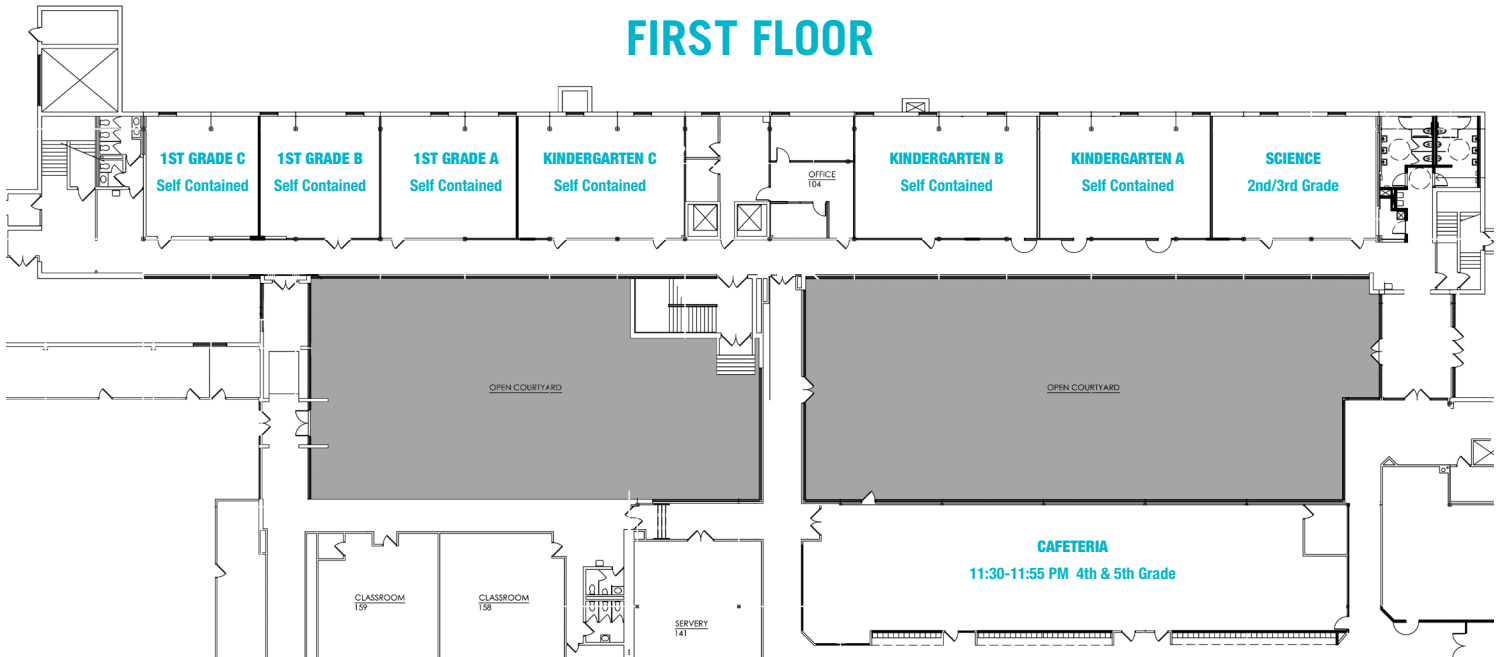 FIRST FLOOR
1ST GRADE C
Self Contained
1ST GRADE B
Self Contained
1ST GRADE A
Self Contained
KINDERGARTEN C
Self Contained
OFFICE
104
KINDERGARTEN B
Self Contained
KINDERGARTEN A
Self Contained
SCIENCE
2nd/3rd Grade
OPEN COURTYARD
OPEN COURTYARD
CAFETERIA
11:30-11:55 PM 4th & 5th Grade
CLASSROOM
159
CLASSROOM
158
SERVERY
141